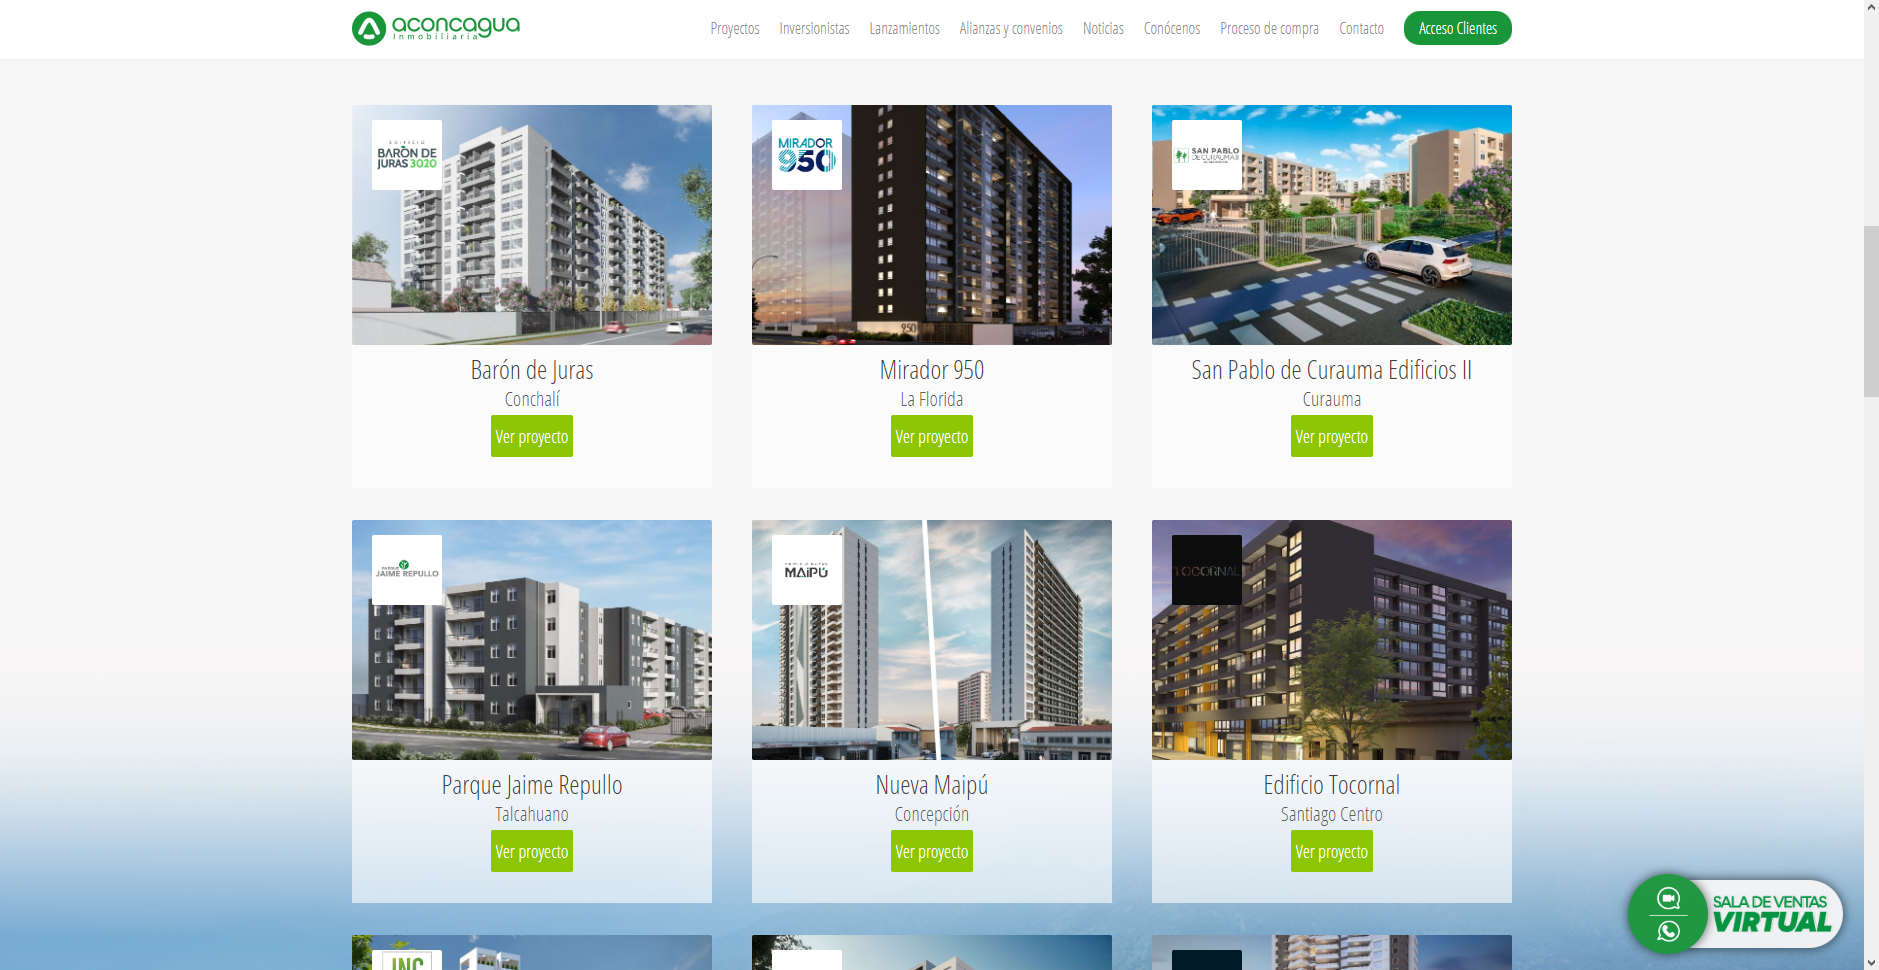 aconcagua
Inmobiliaria
Proyectos Inversionistas Lanzamientos Alianzas y convenios Noticias Conócenos Proceso de compra Contacto Acceso Clientes
EDIFICIO
BARÓN DE
JURAS 3020
MIRADOR
950
SAN PABLO
DE CURAUMA II
950
Barón de Juras
Conchalí
Ver proyecto
Mirador 950
La Florida
Ver proyecto
San Pablo de Curauma Edificios II
Curauma
Ver proyecto
PARQUE
JAIME REPULLO
MAIPÚ
TOCORNAL
Parque Jaime Repullo
Talcahuano
Ver proyecto
Nueva Maipú
Concepción
Ver proyecto
Edificio Tocornal
Santiago Centro
Ver proyecto
SALA DE VENTAS
VIRTUAL
INC